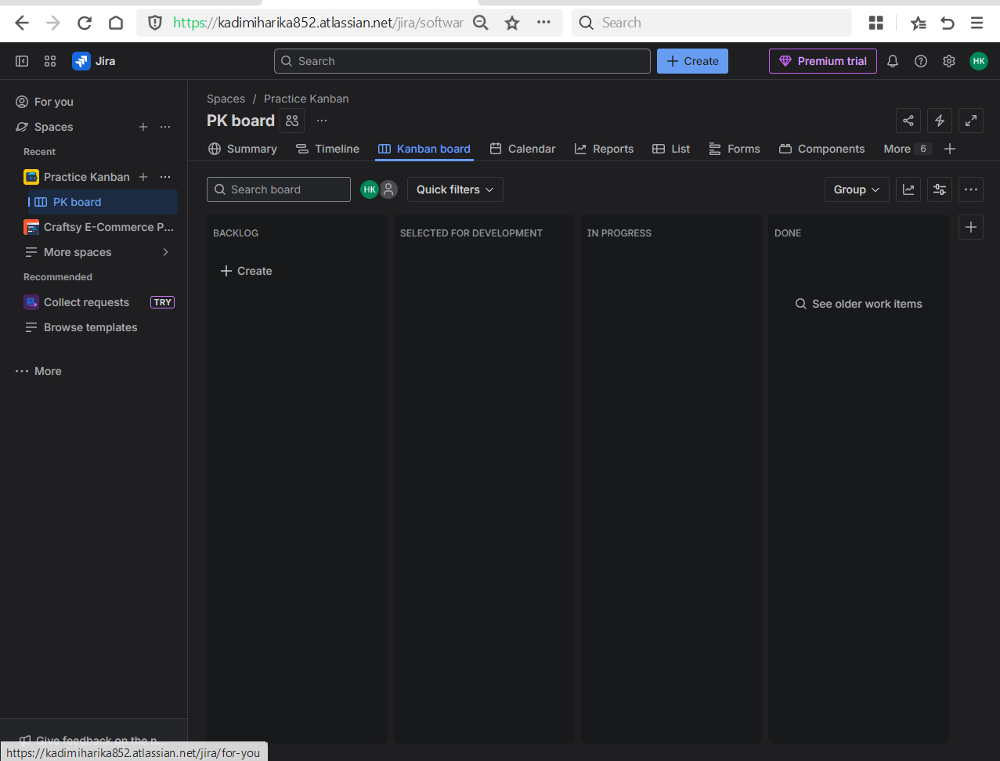 https://kadimiharika852.atlassian.net/jira/softwar
Search
Jira
Search
Create
Premium trial
HK
For you
Spaces
Recent
Practice Kanban
PK board
Craftsy E-Commerce P...
More spaces
Recommended
Collect requests TRY
Browse templates
More
Give feedback on the n...
Spaces / Practice Kanban
PK board
Summary Timeline Kanban board Calendar Reports List Forms Components More 6
Search board
HK
Quick filters
Group
BACKLOG
Create
SELECTED FOR DEVELOPMENT
IN PROGRESS
DONE
See older work items
https://kadimiharika852.atlassian.net/jira/for-you